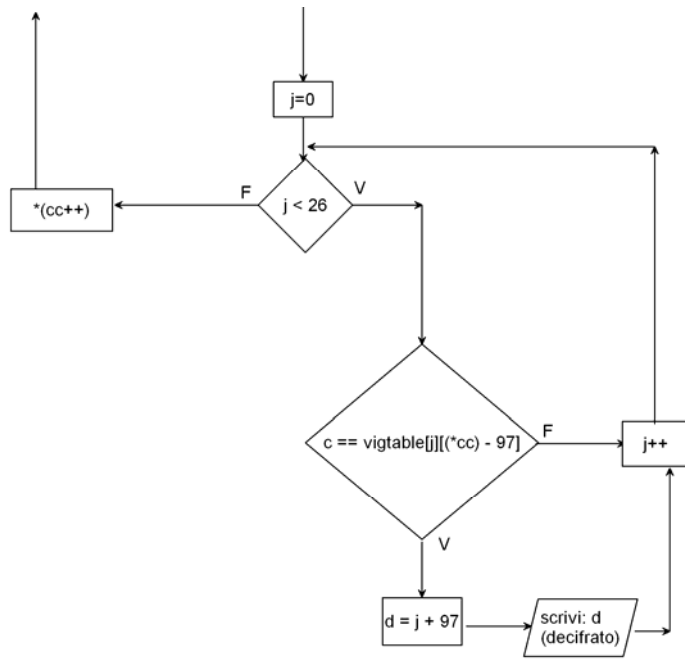 j=0
F
V
*(cc++)
j < 26
c == vigtable[j][(*cc) - 97]
F
j++
V
d = j + 97
scrivi: d
(decifrato)